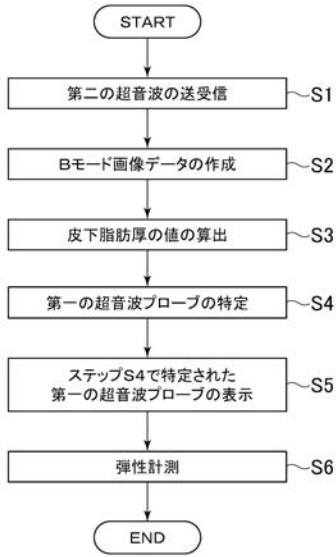 START
第二の超音波の送受信
S1
Bモード画像データの作成
S2
皮下脂肪厚の値の算出
S3
第一の超音波プローブの特定
S4
ステップS4で特定された
第一の超音波プローブの表示
S5
弾性計測
S6
END